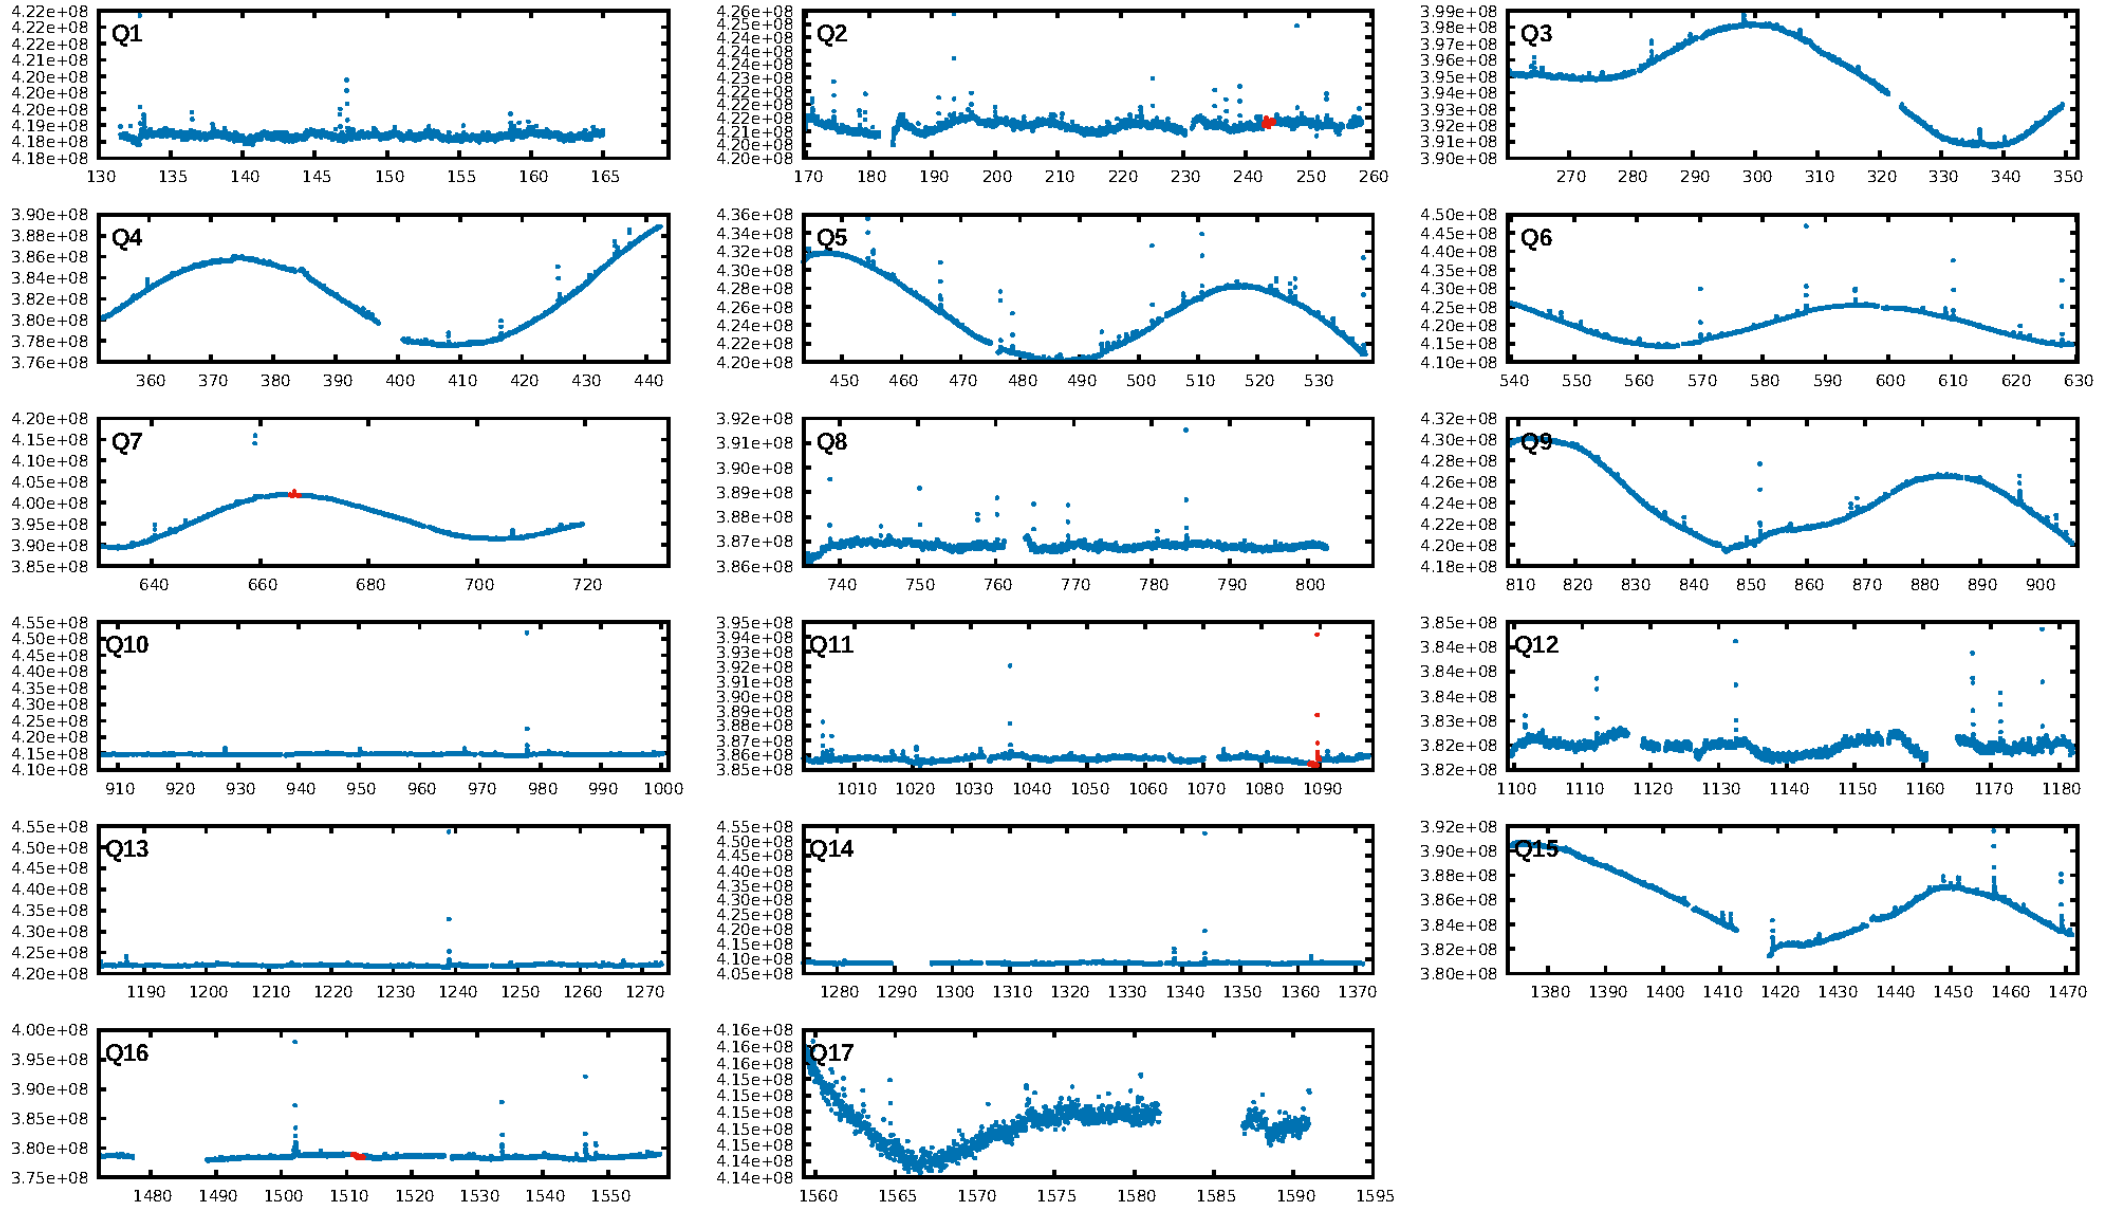 4.22e+08
4.22e+08
4.22e+08
4.21e+08
4.20e+08
4.20e+08
4.20e+08
4.19e+08
4.18e+08
4.18e+08
Q1
130 135 140 145 150 155 160 165
4.26e+08
4.25e+08
4.24e+08
4.24e+08
4.24e+08
4.23e+08
4.22e+08
4.22e+08
4.22e+08
4.21e+08
4.20e+08
4.20e+08
Q2
170 180 190 200 210 220 230 240 250 260
3.99e+08
3.98e+08
3.97e+08
3.96e+08
3.95e+08
3.94e+08
3.93e+08
3.92e+08
3.91e+08
3.90e+08
Q3
270 280 290 300 310 320 330 340 350
3.90e+08
3.88e+08
3.86e+08
3.84e+08
3.82e+08
3.80e+08
3.78e+08
3.76e+08
Q4
360 370 380 390 400 410 420 430 440
4.36e+08
4.34e+08
4.32e+08
4.30e+08
4.28e+08
4.26e+08
4.24e+08
4.22e+08
4.20e+08
Q5
450 460 470 480 490 500 510 520 530
4.50e+08
4.45e+08
4.40e+08
4.35e+08
4.30e+08
4.25e+08
4.20e+08
4.15e+08
4.10e+08
Q6
540 550 560 570 580 590 600 610 620 630
4.20e+08
4.15e+08
4.10e+08
4.05e+08
4.00e+08
3.95e+08
3.90e+08
3.85e+08
Q7
640 660 680 700 720
3.92e+08
3.91e+08
3.90e+08
3.89e+08
3.88e+08
3.87e+08
3.86e+08
Q8
740 750 760 770 780 790 800
4.32e+08
4.30e+08
4.28e+08
4.26e+08
4.24e+08
4.22e+08
4.20e+08
4.18e+08
Q9
810 820 830 840 850 860 870 880 890 900
4.55e+08
4.50e+08
4.45e+08
4.40e+08
4.35e+08
4.30e+08
4.25e+08
4.20e+08
4.15e+08
4.10e+08
Q10
910 920 930 940 950 960 970 980 990 1000
3.95e+08
3.94e+08
3.93e+08
3.92e+08
3.91e+08
3.90e+08
3.89e+08
3.88e+08
3.87e+08
3.86e+08
3.85e+08
Q11
1010 1020 1030 1040 1050 1060 1070 1080 1090
3.85e+08
3.84e+08
3.84e+08
3.84e+08
3.83e+08
3.82e+08
3.82e+08
Q12
1100 1110 1120 1130 1140 1150 1160 1170 1180
4.55e+08
4.50e+08
4.45e+08
4.40e+08
4.35e+08
4.30e+08
4.25e+08
4.20e+08
Q13
1190 1200 1210 1220 1230 1240 1250 1260 1270
4.55e+08
4.50e+08
4.45e+08
4.40e+08
4.35e+08
4.30e+08
4.25e+08
4.20e+08
4.15e+08
4.10e+08
4.05e+08
Q14
1280 1290 1300 1310 1320 1330 1340 1350 1360 1370
3.92e+08
3.90e+08
3.88e+08
3.86e+08
3.84e+08
3.82e+08
3.80e+08
Q15
1380 1390 1400 1410 1420 1430 1440 1450 1460 1470
4.00e+08
3.95e+08
3.90e+08
3.85e+08
3.80e+08
3.75e+08
Q16
1480 1490 1500 1510 1520 1530 1540 1550
4.16e+08
4.16e+08
4.16e+08
4.15e+08
4.15e+08
4.15e+08
4.15e+08
4.15e+08
4.14e+08
4.14e+08
Q17
1560 1565 1570 1575 1580 1585 1590 1595